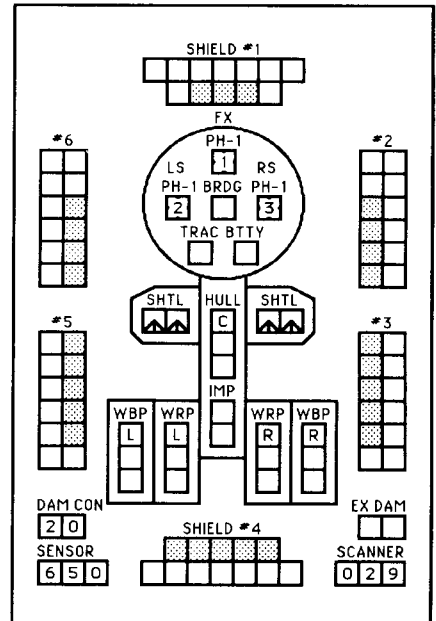 SHIELD #1
FX
#6
PH-1
#2
1
LS
RS
PH-1 BRDG PH-1
2
3
TRAC BTTY
SHTL
HULL
SHTL
C
#5
#3
IMP
WBP
WRP
WRP
WBP
L
L
R
R
DAM CON
EX DAM
2 0
SHIELD #4
SENSOR
SCANNER
6 5 0
0 2 9